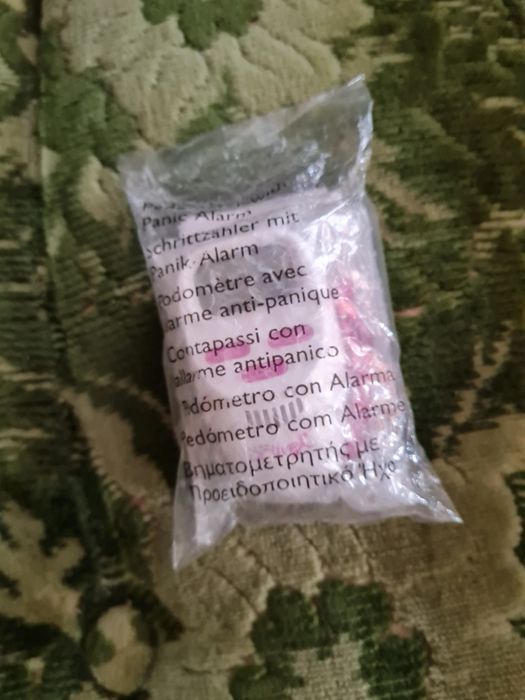 Panic Alarm
Schrittzähler mit
Panik-Alarm
Podomètre avec
alarme anti-panique
Contapassi con
allarme antipanico
Pedómetro con Alarma
Pedómetro com Alarme
Βηματομετρητής με
Προειδοποιητικό Ήχο